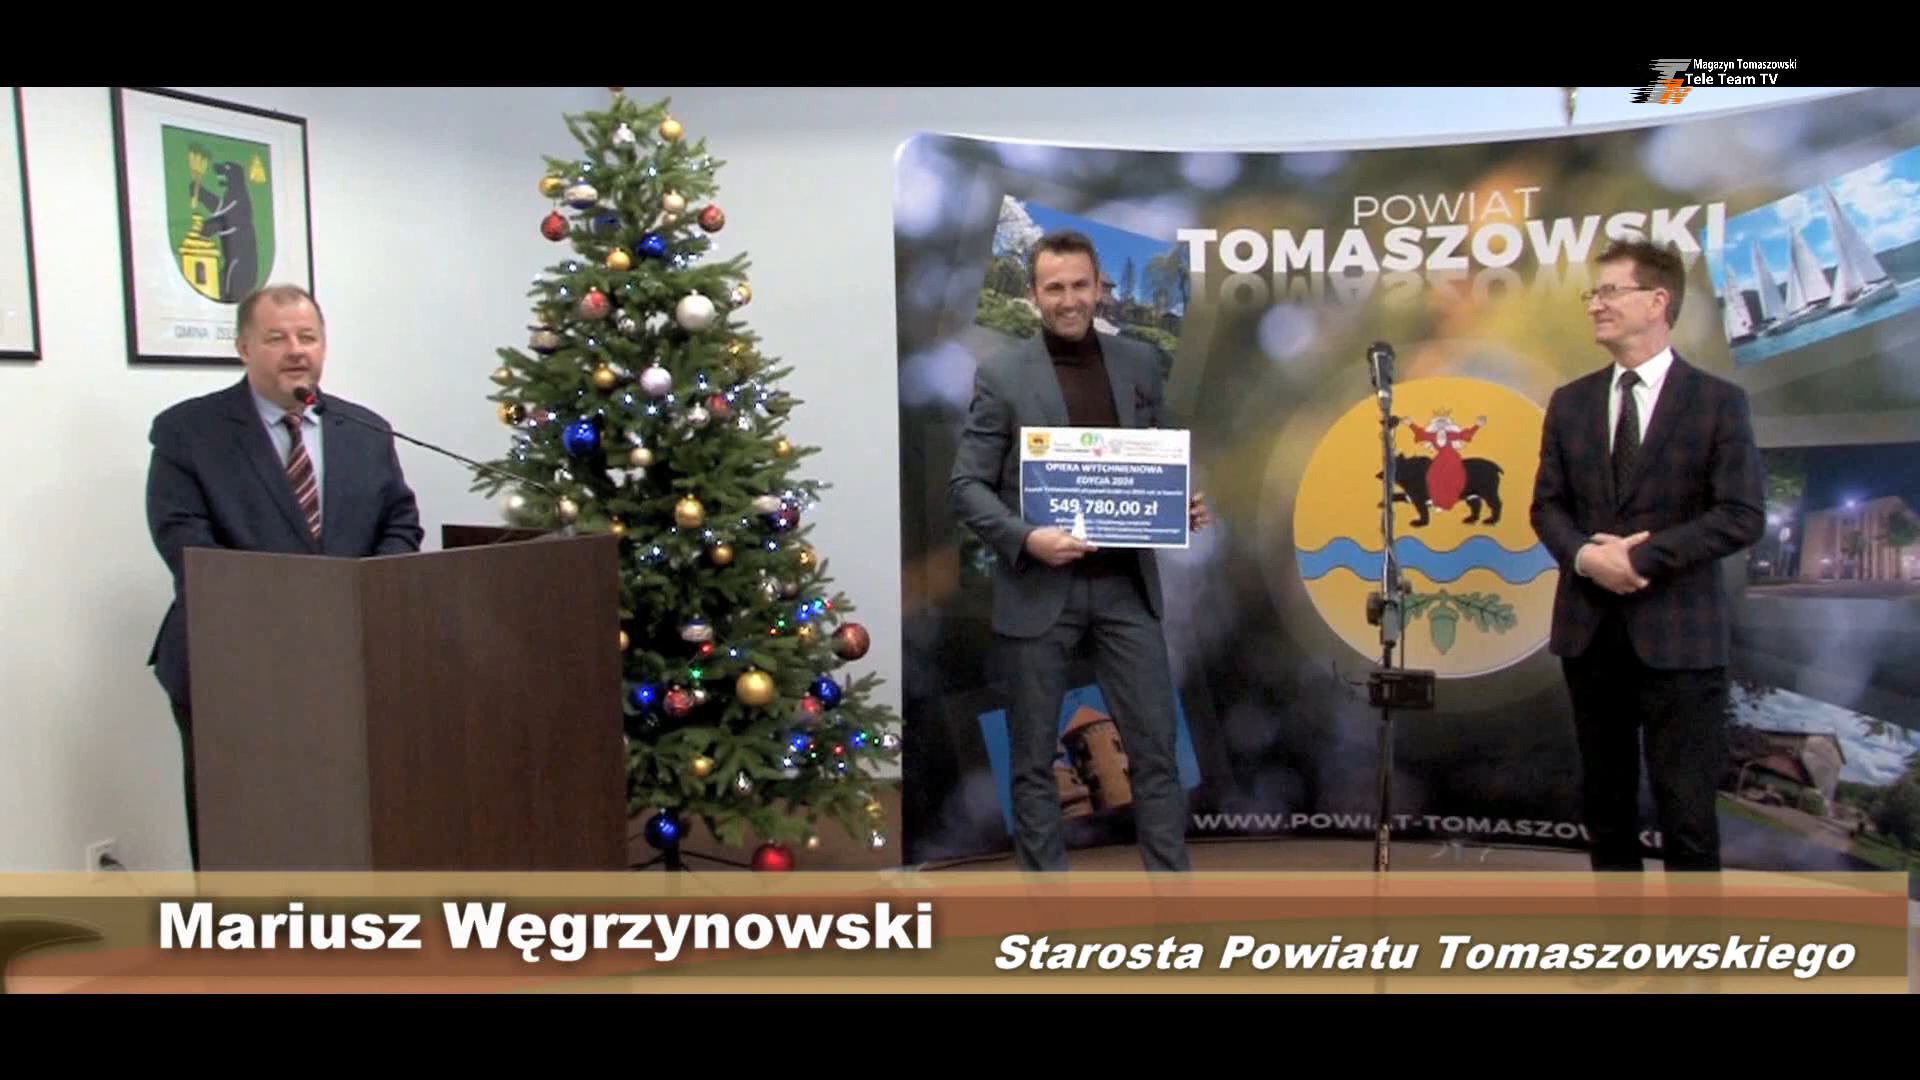 Magazyn Tomaszowski
Tele Team TV
POWIAT
TOMASZOWSKI
GMINA
OPIEKA WYTCHNIENIOWA
EDYCJA 2024
549 780,00 zł
WWW.POWIAT-TOMASZOWSKI
Mariusz Węgrzynowski
Starosta Powiatu Tomaszowskiego